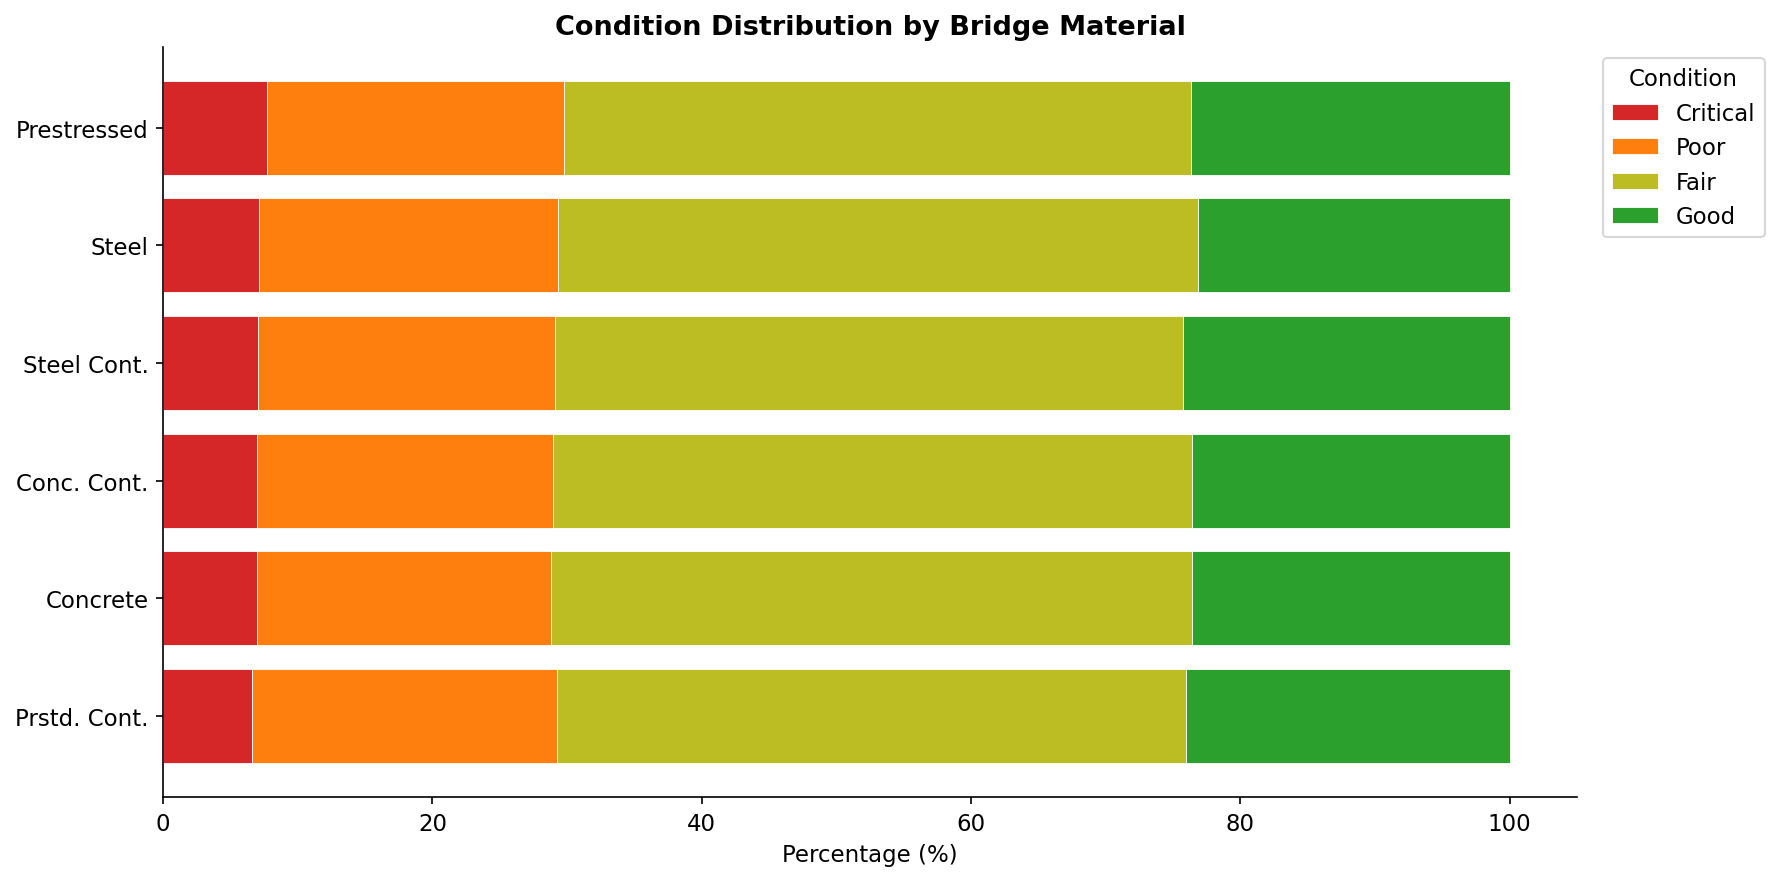 Condition Distribution by Bridge Material
Condition
Critical
Poor
Fair
Good
Prestressed
Steel
Steel Cont.
Conc. Cont.
Concrete
Prstd. Cont.
0 20 40 60 80 100
Percentage (%)